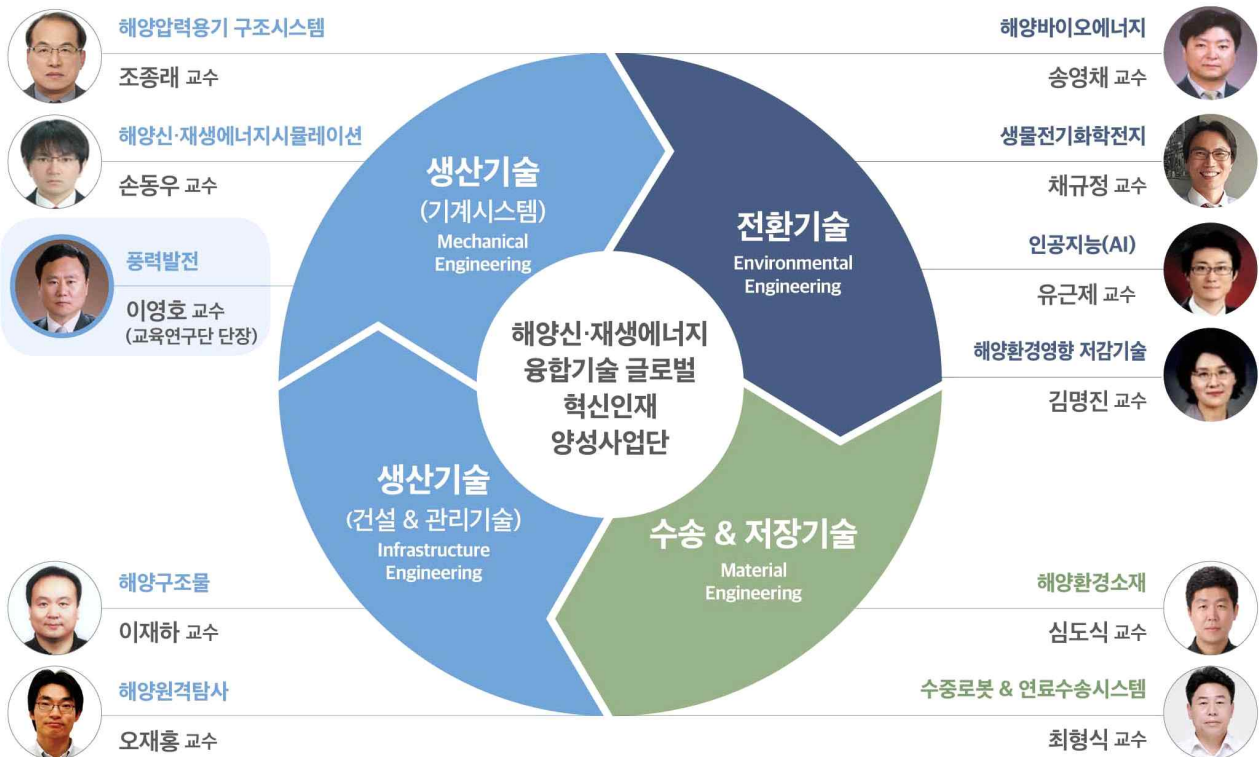 해양압력용기 구조시스템
조종래 교수
해양신·재생에너지시뮬레이션
손동우 교수
풍력발전
이영호 교수
(교육연구단 단장)
해양바이오에너지
송영채 교수
생물전기화학전지
채규정 교수
인공지능(AI)
유근제 교수
해양환경영향 저감기술
김명진 교수
생산기술
(기계시스템)
Mechanical
Engineering
전환기술
Environmental
Engineering
해양신·재생에너지
융합기술 글로벌
혁신인재
양성사업단
생산기술
(건설 & 관리기술)
Infrastructure
Engineering
수송 & 저장기술
Material
Engineering
해양구조물
이재하 교수
해양원격탐사
오재홍 교수
해양환경소재
심도식 교수
수중로봇 & 연료수송시스템
최형식 교수